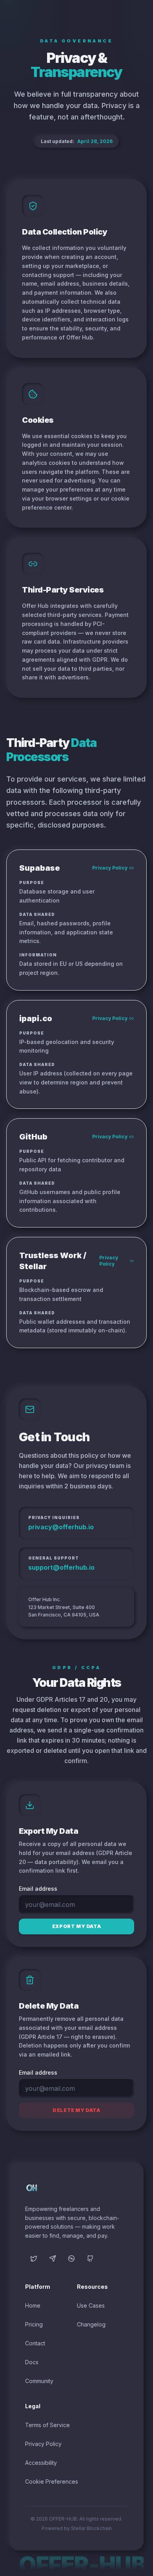 DATA GOVERNANCE
Privacy &
Transparency
We believe in full transparency about
how we handle your data. Privacy is a
feature, not an afterthought.
Last updated: April 28, 2026
Data Collection Policy
We collect information you voluntarily
provide when creating an account,
setting up your marketplace, or
contacting support — including your
name, email address, business details,
and payment information. We also
automatically collect technical data
such as IP addresses, browser type,
device identifiers, and interaction logs
to ensure the stability, security, and
performance of Offer Hub.
Cookies
We use essential cookies to keep you
logged in and maintain your session.
With your consent, we may use
analytics cookies to understand how
users navigate the platform. These are
never used for advertising. You can
manage your cookie preferences at any
time from your browser settings or our
cookie preference center.
Third-Party Services
Offer Hub integrates with carefully
selected third-party services. Payment
processing is handled by PCI-
compliant providers — we never store
raw card data. Infrastructure providers
may process your data under strict
agreements aligned with GDPR. We do
not sell your data to third parties, nor
share it with advertisers.
Third-Party Data
Processors
To provide our services, we share limited
data with the following third-party
processors. Each processor is carefully
vetted and processes data only for
specific, disclosed purposes.
Supabase
Privacy Policy
PURPOSE
Database storage and user
authentication
DATA SHARED
Email, hashed passwords, profile
information, and application state
metrics.
INFORMATION
Data stored in EU or US depending on
project region.
ipapi.co
Privacy Policy
PURPOSE
IP-based geolocation and security
monitoring
DATA SHARED
User IP address (collected on every page
view to determine region and prevent
abuse).
GitHub
Privacy Policy
PURPOSE
Public API for fetching contributor and
repository data
DATA SHARED
GitHub usernames and public profile
information associated with
contributions.
Trustless Work /
Stellar
Privacy
Policy
PURPOSE
Blockchain-based escrow and
transaction settlement
DATA SHARED
Public wallet addresses and transaction
metadata (stored immutably on-chain).
Get in Touch
Questions about this policy or how we
handle your data? Our privacy team is
here to help. We aim to respond to all
inquiries within 2 business days.
PRIVACY INQUIRIES
privacy@offerhub.io
GENERAL SUPPORT
support@offerhub.io
Offer Hub Inc.
123 Market Street, Suite 400
San Francisco, CA 94105, USA
GDPR / CCPA
Your Data Rights
Under GDPR Articles 17 and 20, you may
request deletion or export of your personal
data at any time. To prove you own the email
address, we send it a single-use confirmation
link that expires in 30 minutes; nothing is
exported or deleted until you open that link and
confirm.
Export My Data
Receive a copy of all personal data we
hold for your email address (GDPR Article
20 — data portability). We email you a
confirmation link first.
Email address
your@email.com
EXPORT MY DATA
Delete My Data
Permanently remove all personal data
associated with your email address
(GDPR Article 17 — right to erasure).
Deletion happens only after you confirm
via an emailed link.
Email address
your@email.com
DELETE MY DATA
OH
Empowering freelancers and
businesses with secure, blockchain-
powered solutions — making work
easier to find, manage, and pay.
Platform
Resources
Home
Use Cases
Pricing
Changelog
Contact
Docs
Community
Legal
Terms of Service
Privacy Policy
Accessibility
Cookie Preferences
© 2026 OFFER-HUB. All rights reserved.
Powered by Stellar Blockchain
OFFER-HUB